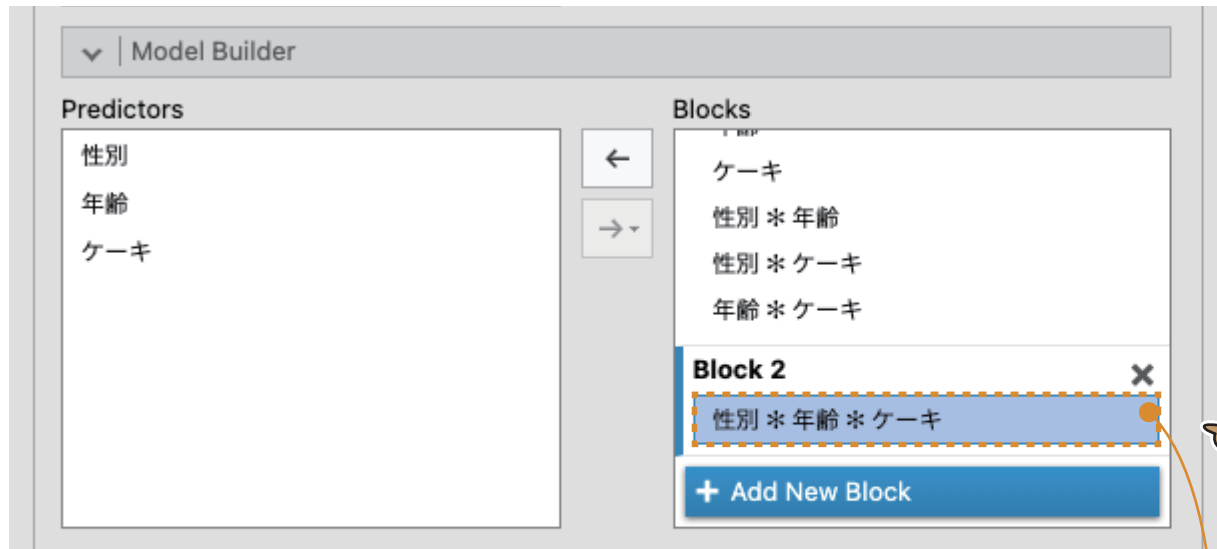 Model Builder
Predictors
性別
年齢
ケーキ
Blocks
ケーキ
性別 ＊ 年齢
性別 ＊ ケーキ
年齢 ＊ ケーキ
Block 2
性別 ＊ 年齢 ＊ ケーキ
+ Add New Block